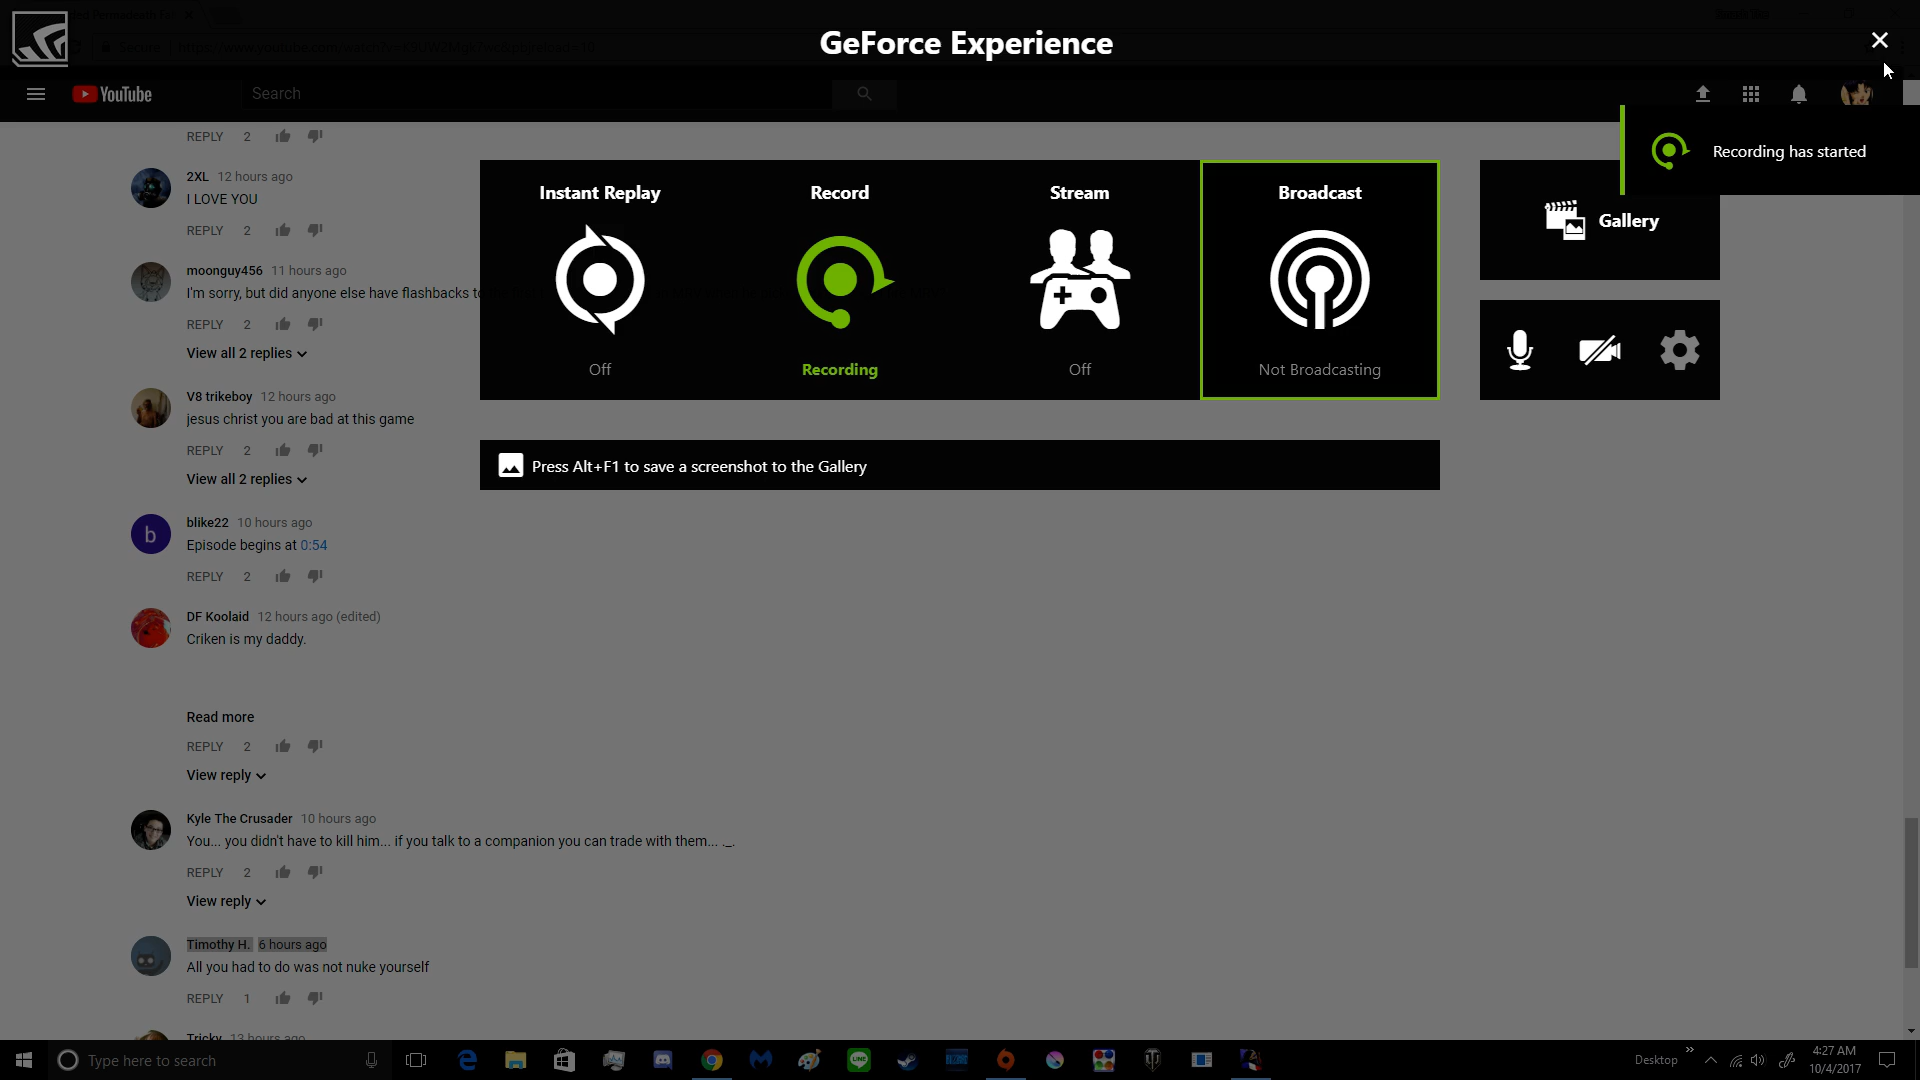 GeForce Experience
YouTube
Search
Recording has started
REPLY 2
2XL 12 hours ago
I LOVE YOU
REPLY 2
moonguy456 11 hours ago
I'm sorry, but did anyone else have flashbacks to
REPLY 2
View all 2 replies
V8 trikeboy 12 hours ago
jesus christ you are bad at this game
REPLY 2
View all 2 replies
b
blike22 10 hours ago
Episode begins at 0:54
REPLY 2
DF Koolaid 12 hours ago (edited)
Criken is my daddy.
Read more
REPLY 2
View reply
Kyle The Crusader 10 hours ago
You... you didn't have to kill him... if you talk to a companion you can trade with them... ._.
REPLY 2
View reply
Timothy H. 6 hours ago
All you had to do was not nuke yourself
REPLY 1
Tricky 13 hours ago
Instant Replay
Off
Record
Recording
Stream
Off
Broadcast
Not Broadcasting
Gallery
Press Alt+F1 to save a screenshot to the Gallery
Type here to search
LINE
Desktop
4:27 AM
10/4/2017